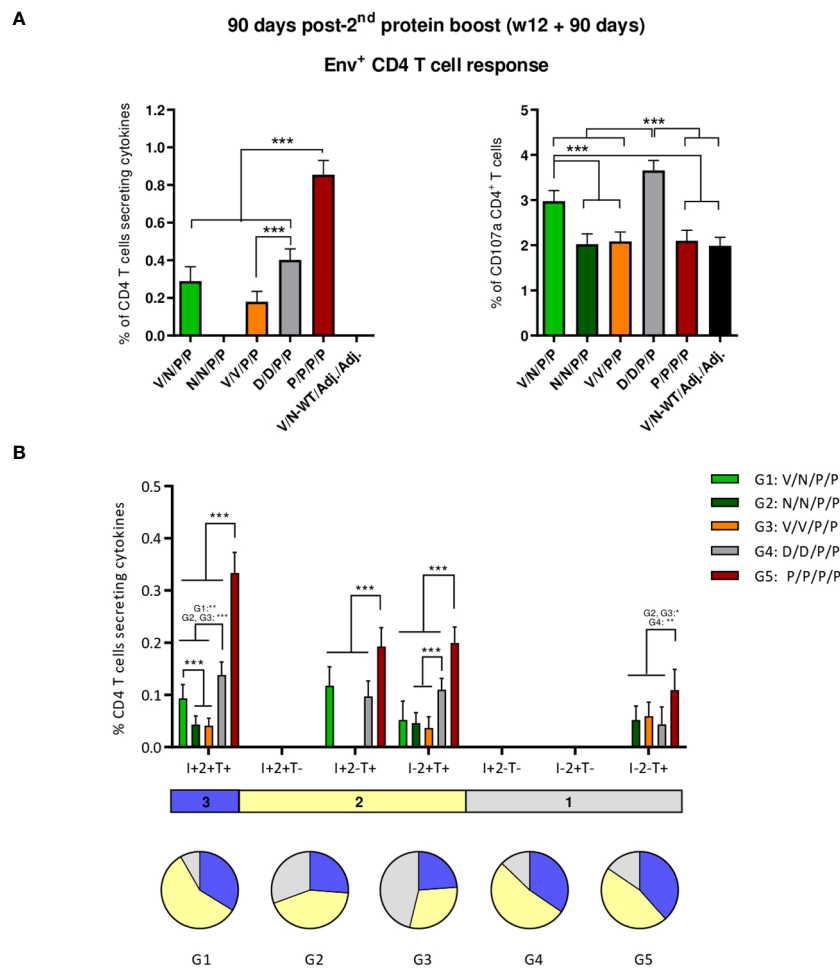 A
90 days post-2nd protein boost (w12 + 90 days)
Env+ CD4 T cell response
% of CD4 T cells secreting cytokines
1.2
1.0
0.8
0.6
0.4
0.2
0.0
***
***
V/N/P/P
N/N/P/P
V/V/P/P
D/D/P/P
P/P/P/P
V/N-WT/Adj./Adj.
% of CD107a CD4+ T cells
5
4
3
2
1
0
***
***
V/N/P/P
N/N/P/P
V/V/P/P
D/D/P/P
P/P/P/P
V/N-WT/Adj./Adj.
B
% CD4 T cells secreting cytokines
0.5
0.4
0.3
0.2
0.1
0.0
***
G1:**
G2, G3: ***
***
***
***
***
G2, G3:*
G4: **
G1: V/N/P/P
G2: N/N/P/P
G3: V/V/P/P
G4: D/D/P/P
G5: P/P/P/P
I+2+T+ I+2+T- I+2-T+ I-2+T+ I+2-T- I-2+T- I-2-T+
3 2 1
G1 G2 G3 G4 G5